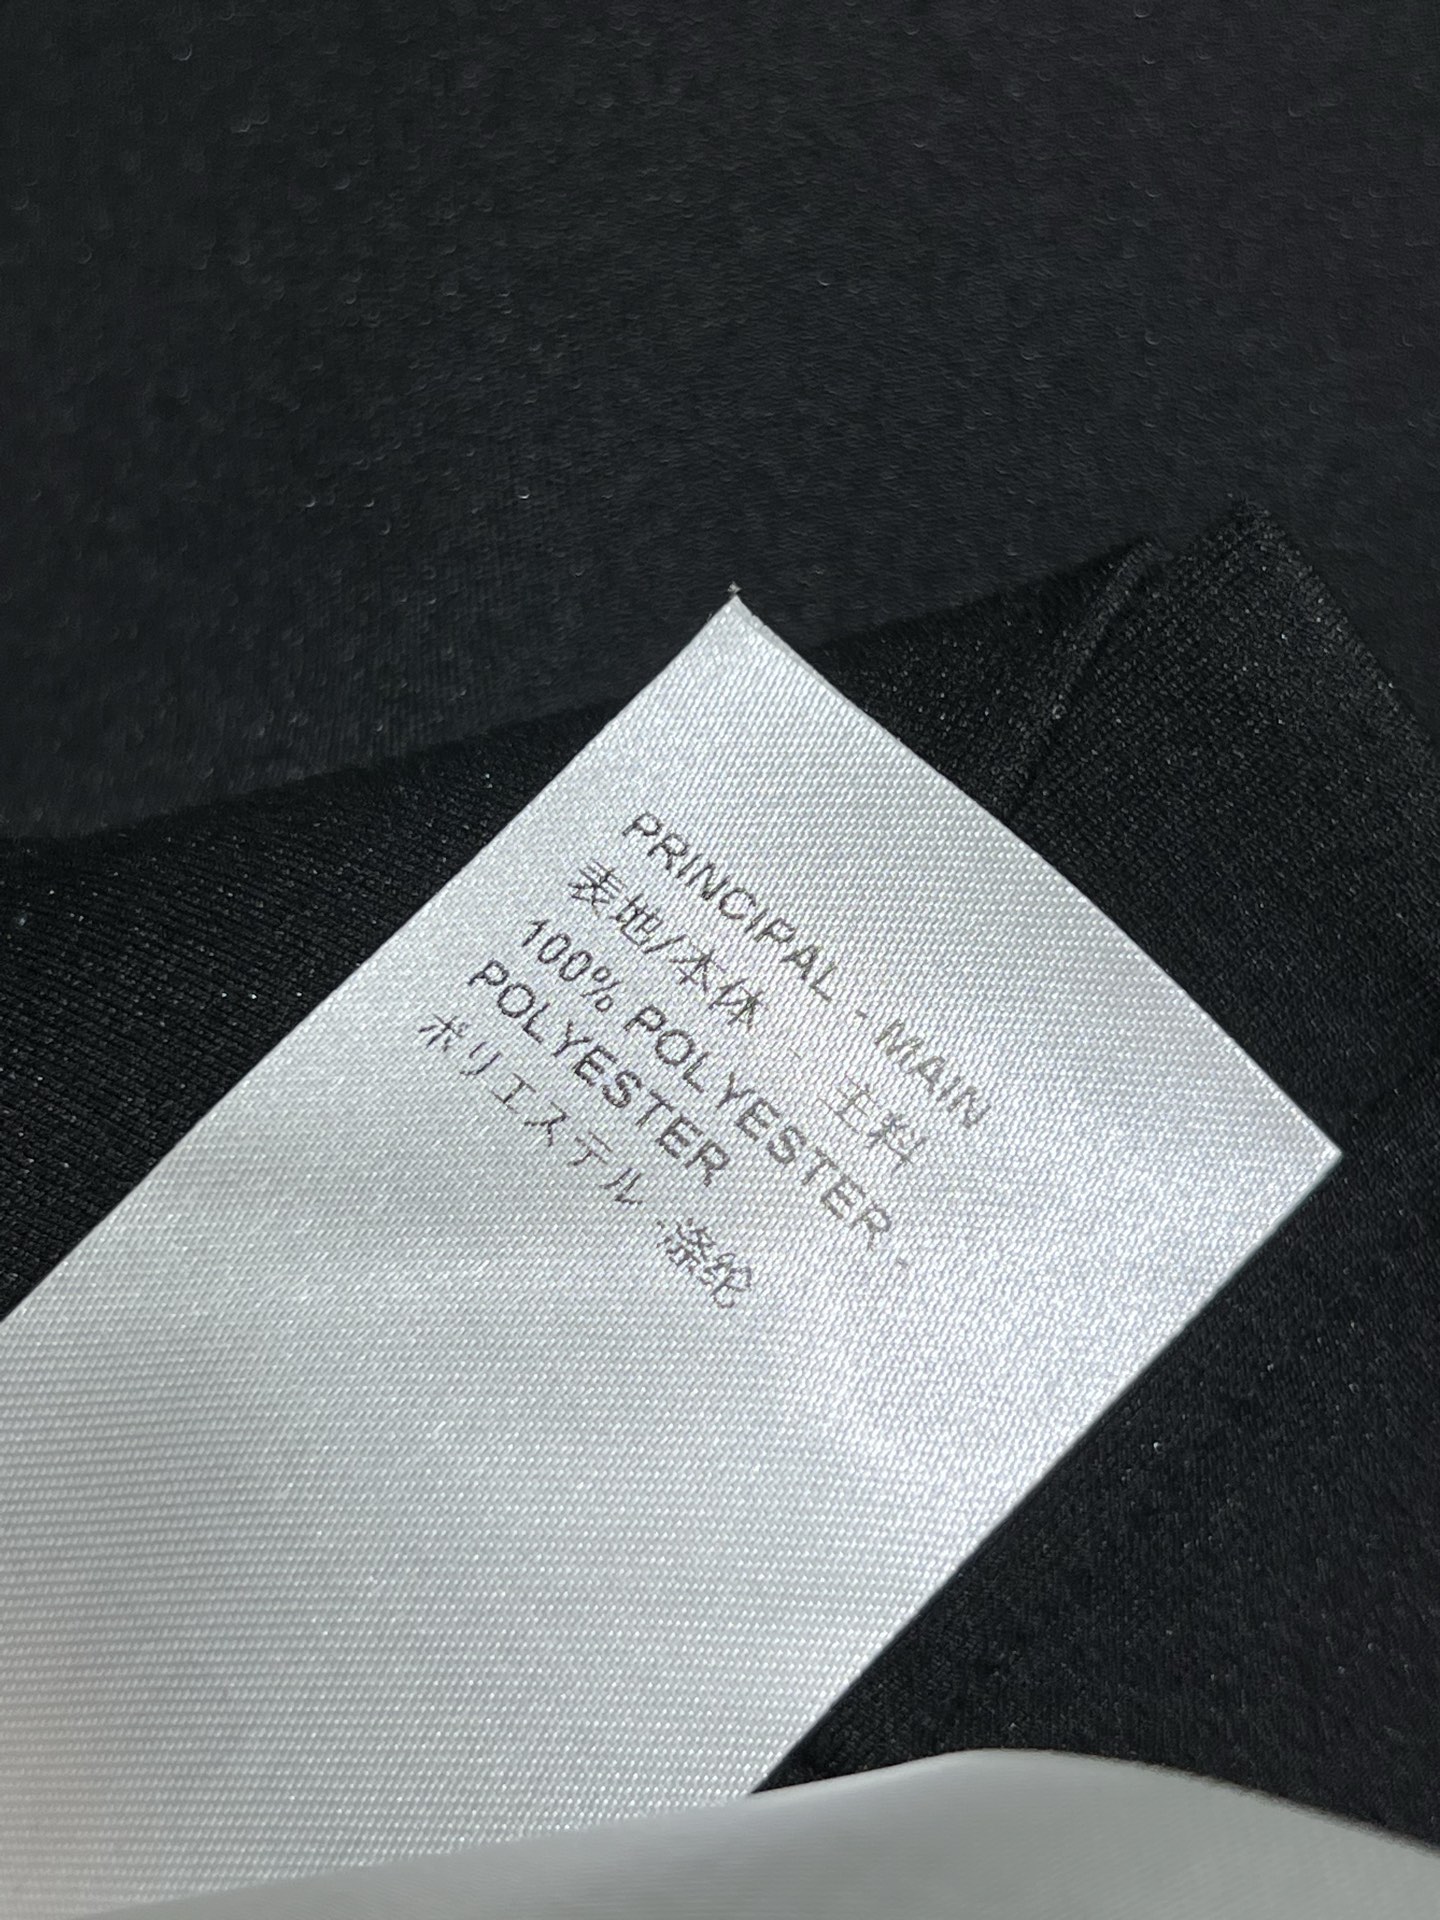 PRINCIPAL - MAIN
表地/本体 - 主料
100% POLYESTER -
POLYESTER
ポリエステル - 涤纶